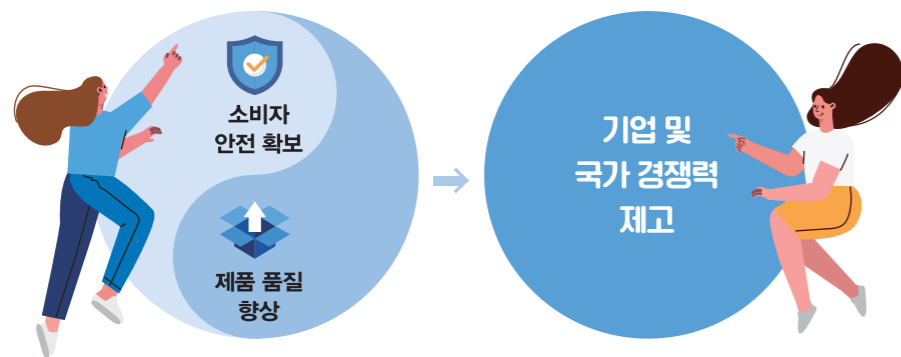 소비자
안전 확보
제품 품질
향상
기업 및
국가 경쟁력
제고